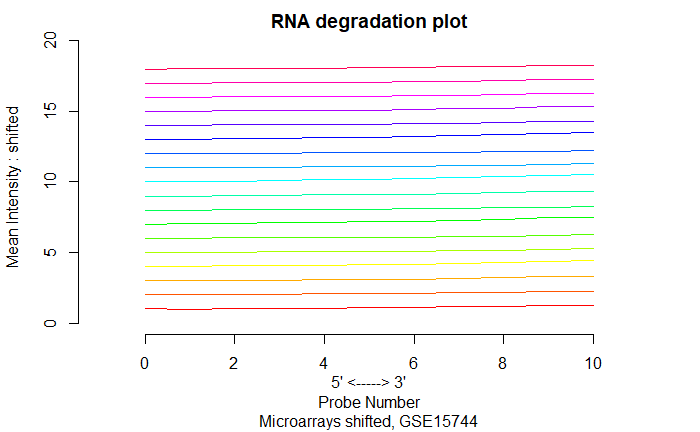 RNA degradation plot
Mean Intensity : shifted
20
15
10
5
0
0 2 4 6 8 10
5' <-----> 3'
Probe Number
Microarrays shifted, GSE15744